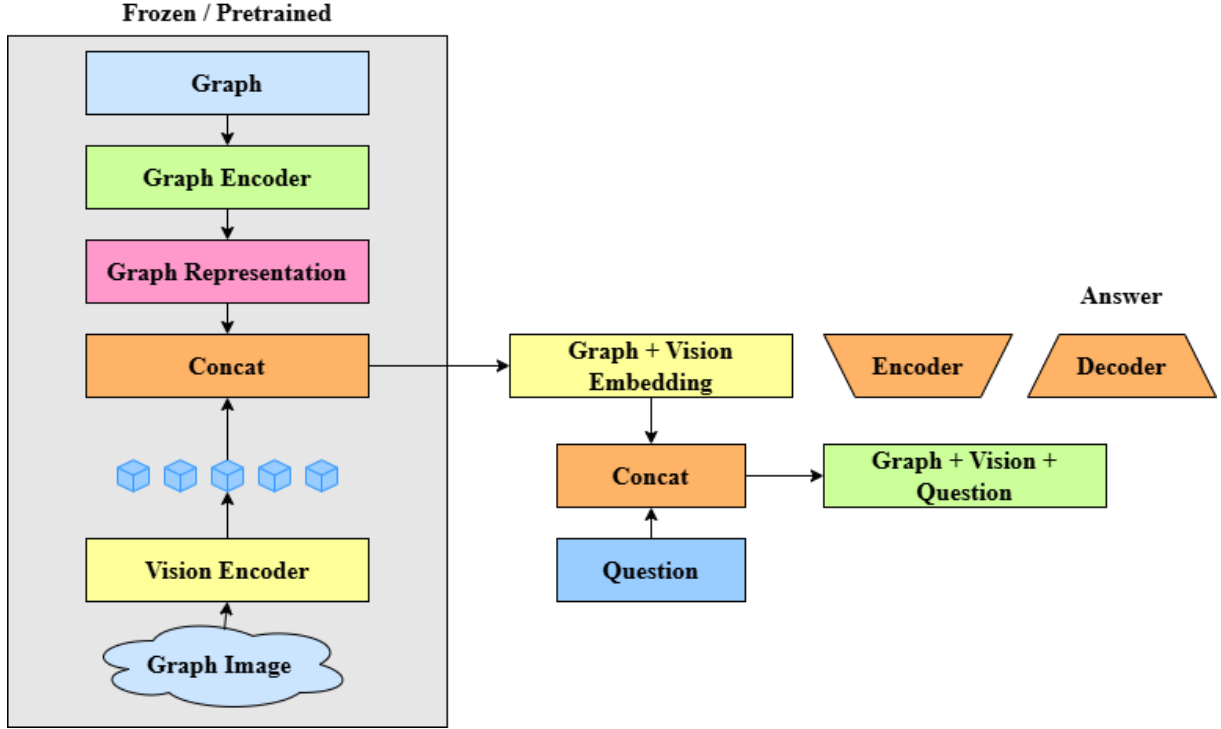 Frozen / Pretrained
Graph
Graph Encoder
Graph Representation
Concat
Vision Encoder
Graph Image
Graph + Vision
Embedding
Concat
Question
Answer
Encoder
Decoder
Graph + Vision +
Question